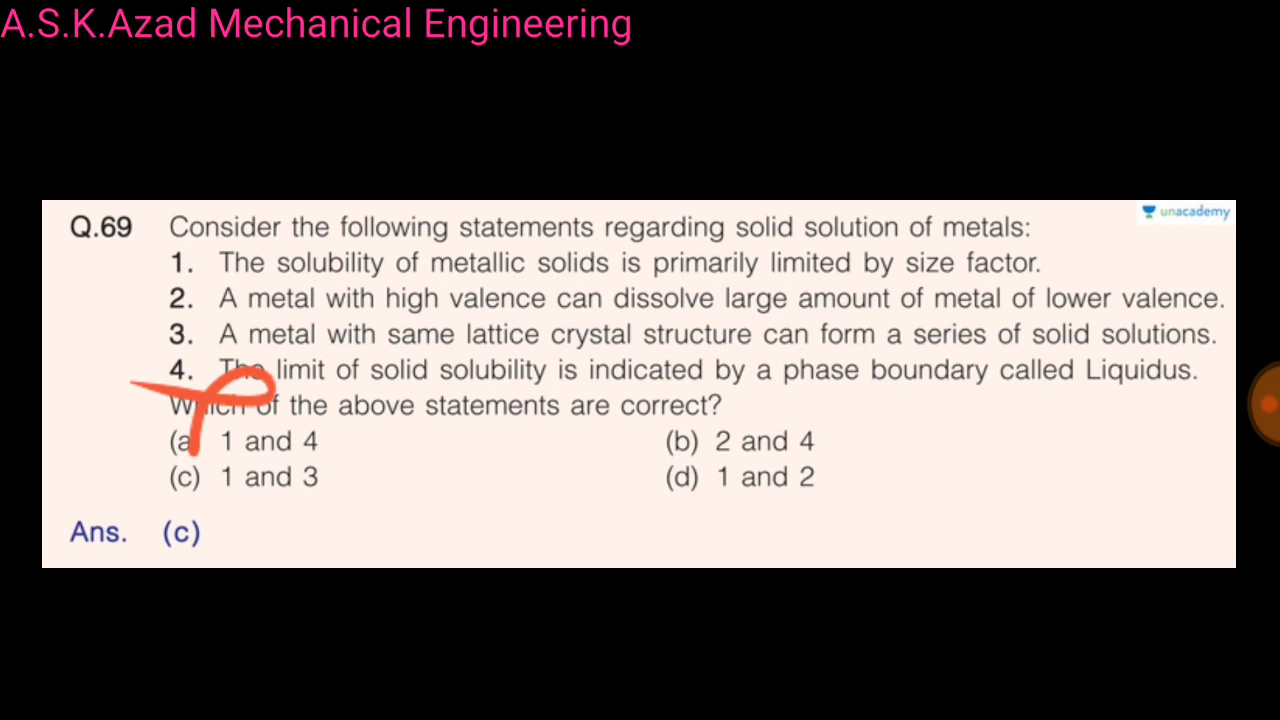 A.S.K.Azad Mechanical Engineering
unacademy
Q.69 Consider the following statements regarding solid solution of metals:
1. The solubility of metallic solids is primarily limited by size factor.
2. A metal with high valence can dissolve large amount of metal of lower valence.
3. A metal with same lattice crystal structure can form a series of solid solutions.
4. The limit of solid solubility is indicated by a phase boundary called Liquidus.
Which of the above statements are correct?
(a) 1 and 4 (b) 2 and 4
(c) 1 and 3 (d) 1 and 2
Ans. (c)